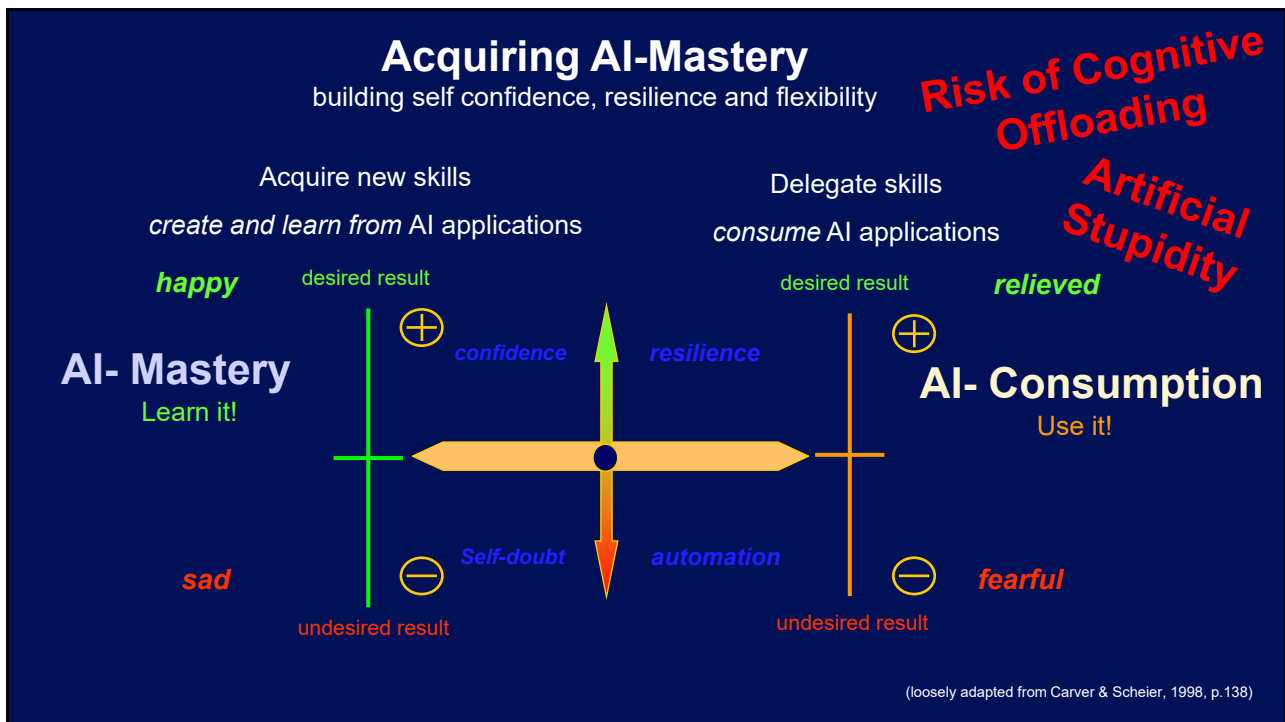 Acquiring AI-Mastery
building self confidence, resilience and flexibility
Risk of Cognitive
Offloading
Artificial
Stupidity
Acquire new skills
create and learn from AI applications
Delegate skills
consume AI applications
happy
desired result
desired result
relieved
confidence
resilience
AI- Mastery
Learn it!
AI- Consumption
Use it!
Self-doubt
automation
sad
fearful
undesired result
undesired result
(loosely adapted from Carver & Scheier, 1998, p.138)